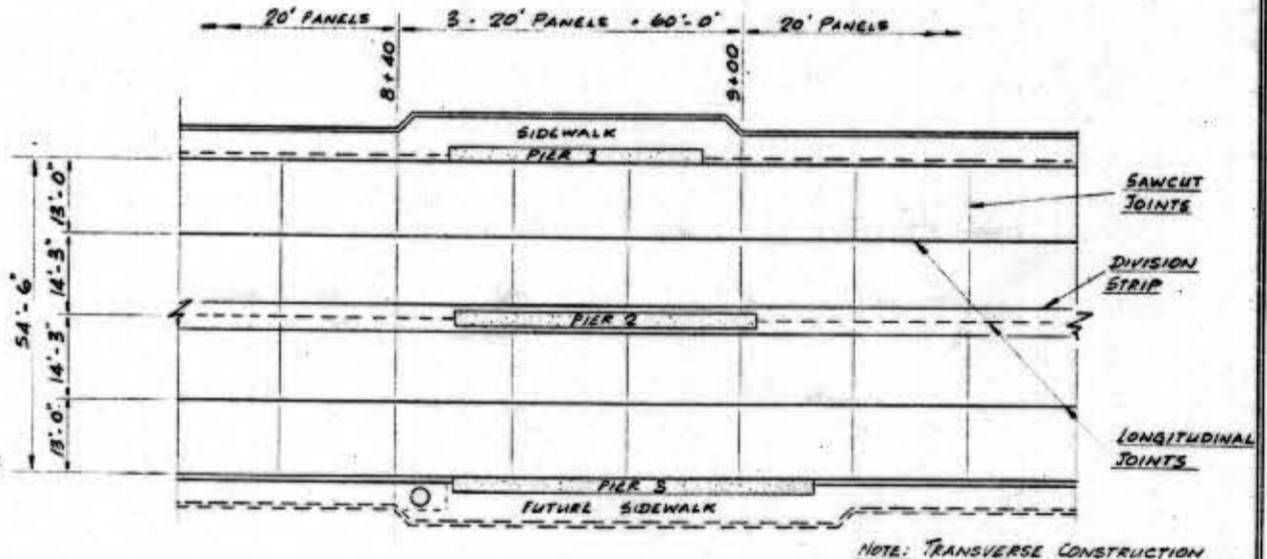 20' PANELS
3 - 20' PANELS = 60'-0"
20' PANELS
8+40
9+00
SIDEWALK
PIER 1
SAWCUT
JOINTS
DIVISION
STRIP
PIER 2
54'-6"
13'-0"
14'-3"
14'-3"
13'-0"
LONGITUDINAL
JOINTS
PIER 3
FUTURE SIDEWALK
NOTE: TRANSVERSE CONSTRUCTION